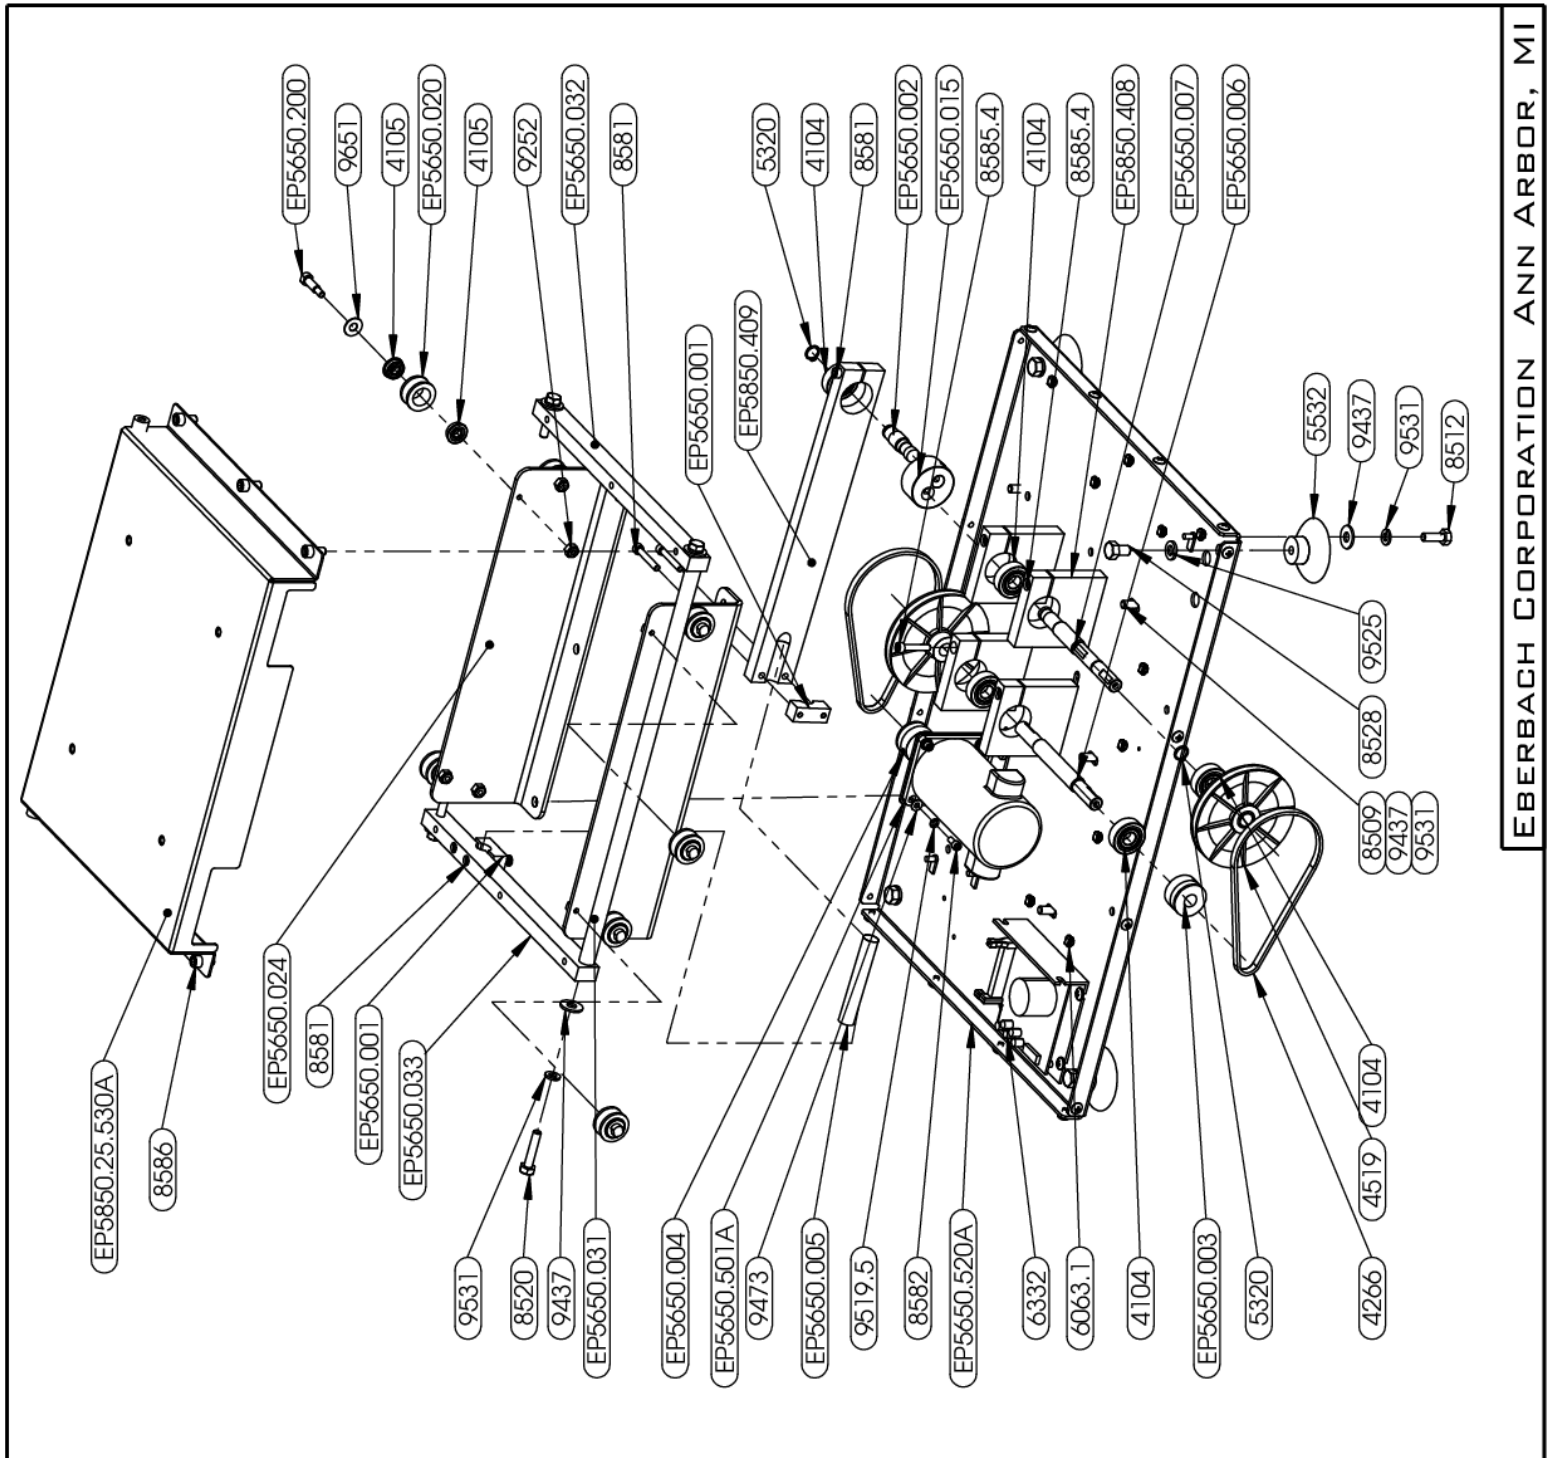 EP5650.200
9651
4105
EP5650.020
4105
9252
EP5650.032
8581
5320
4104
8581
EP5650.002
EP5650.015
8585.4
4104
8585.4
EP5850.408
EP5650.007
EP5650.006
EP5650.001
EP5850.409
5532
9437
9531
8512
9525
8528
8509
9437
9531
EP5850.25.530A
8586
EP5650.024
8581
EP5650.001
EP5650.033
9531
8520
9437
EP5650.031
EP5650.004
EP5650.501A
9473
EP5650.005
9519.5
8582
EP5650.520A
6332
6063.1
4104
EP5650.003
5320
4266
4519
4104
EBERBACH CORPORATION ANN ARBOR, MI